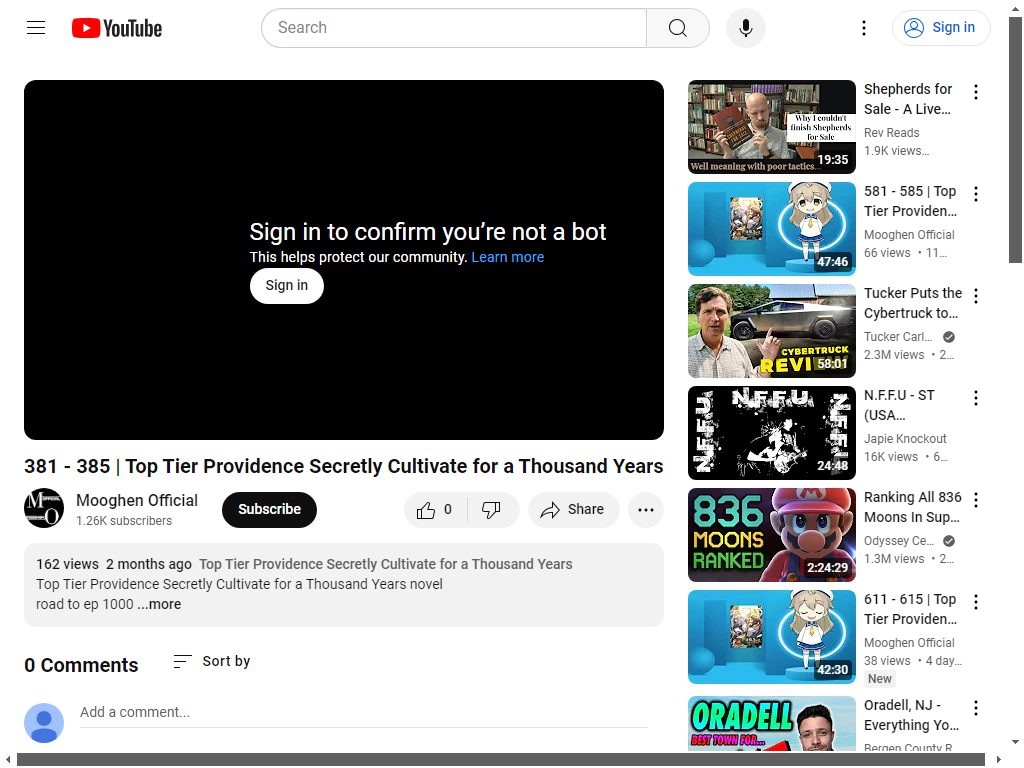 YouTube
Search
Sign in
Sign in to confirm you're not a bot
This helps protect our community. Learn more
Sign in
381 - 385 | Top Tier Providence Secretly Cultivate for a Thousand Years
Mooghen Official
1.26K subscribers
Subscribe
0
Share
162 views 2 months ago Top Tier Providence Secretly Cultivate for a Thousand Years
Top Tier Providence Secretly Cultivate for a Thousand Years novel
road to ep 1000 ...more
0 Comments
Sort by
Add a comment...
Why I couldn't
finish Shepherds
for Sale
Well meaning with poor tactics...
19:35
Shepherds for
Sale - A Live…
Rev Reads
1.9K views…
47:46
581 - 585 | Top
Tier Providen…
Mooghen Official
66 views • 11…
CYBERTRUCK
REVIEW
58:01
Tucker Puts the
Cybertruck to…
Tucker Carl…
2.3M views • 2…
N.F.F.U
N.F.F.U.
N.F.F.U
24:48
N.F.F.U - ST
(USA…
Japie Knockout
16K views • 6…
836
MOONS
RANKED
2:24:29
Ranking All 836
Moons In Sup…
Odyssey Ce…
1.3M views • 2…
42:30
611 - 615 | Top
Tier Providen…
Mooghen Official
38 views • 4 day…
New
ORADELL
BEST TOWN FOR...
Oradell, NJ -
Everything Yo…
Bergen County R…